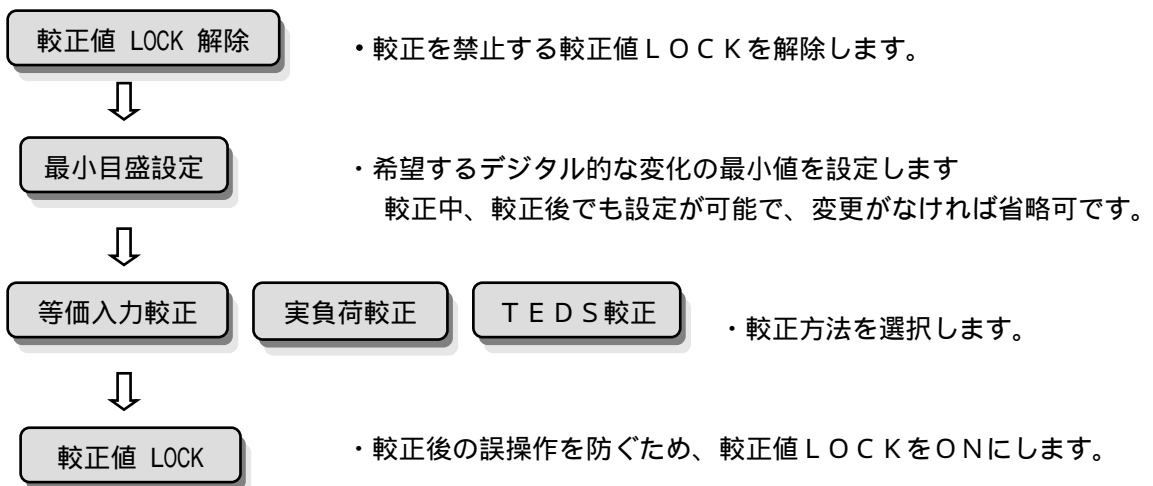 較正値 LOCK 解除
・較正を禁止する較正値ＬＯＣＫを解除します。
最小目盛設定
・希望するデジタル的な変化の最小値を設定します
較正中、較正後でも設定が可能で、変更がなければ省略可です。
等価入力較正 実負荷較正 ＴＥＤＳ較正 ・較正方法を選択します。
較正値 LOCK
・較正後の誤操作を防ぐため、較正値ＬＯＣＫをＯＮにします。